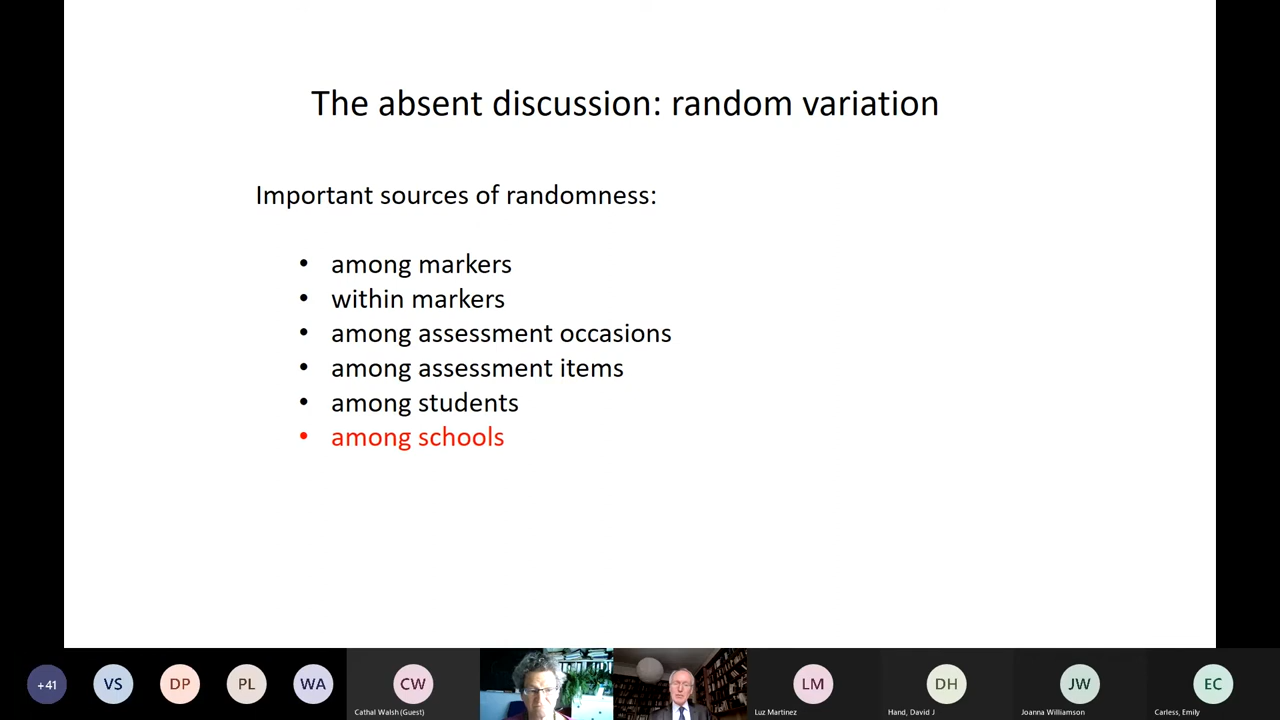 The absent discussion: random variation
Important sources of randomness:
• among markers
• within markers
• among assessment occasions
• among assessment items
• among students
• among schools
+41
VS
DP
PL
WA
CW
Cathal Walsh (Guest)
LM
Luz Martinez
DH
Hand, David J
JW
Joanna Williamson
EC
Carless, Emily